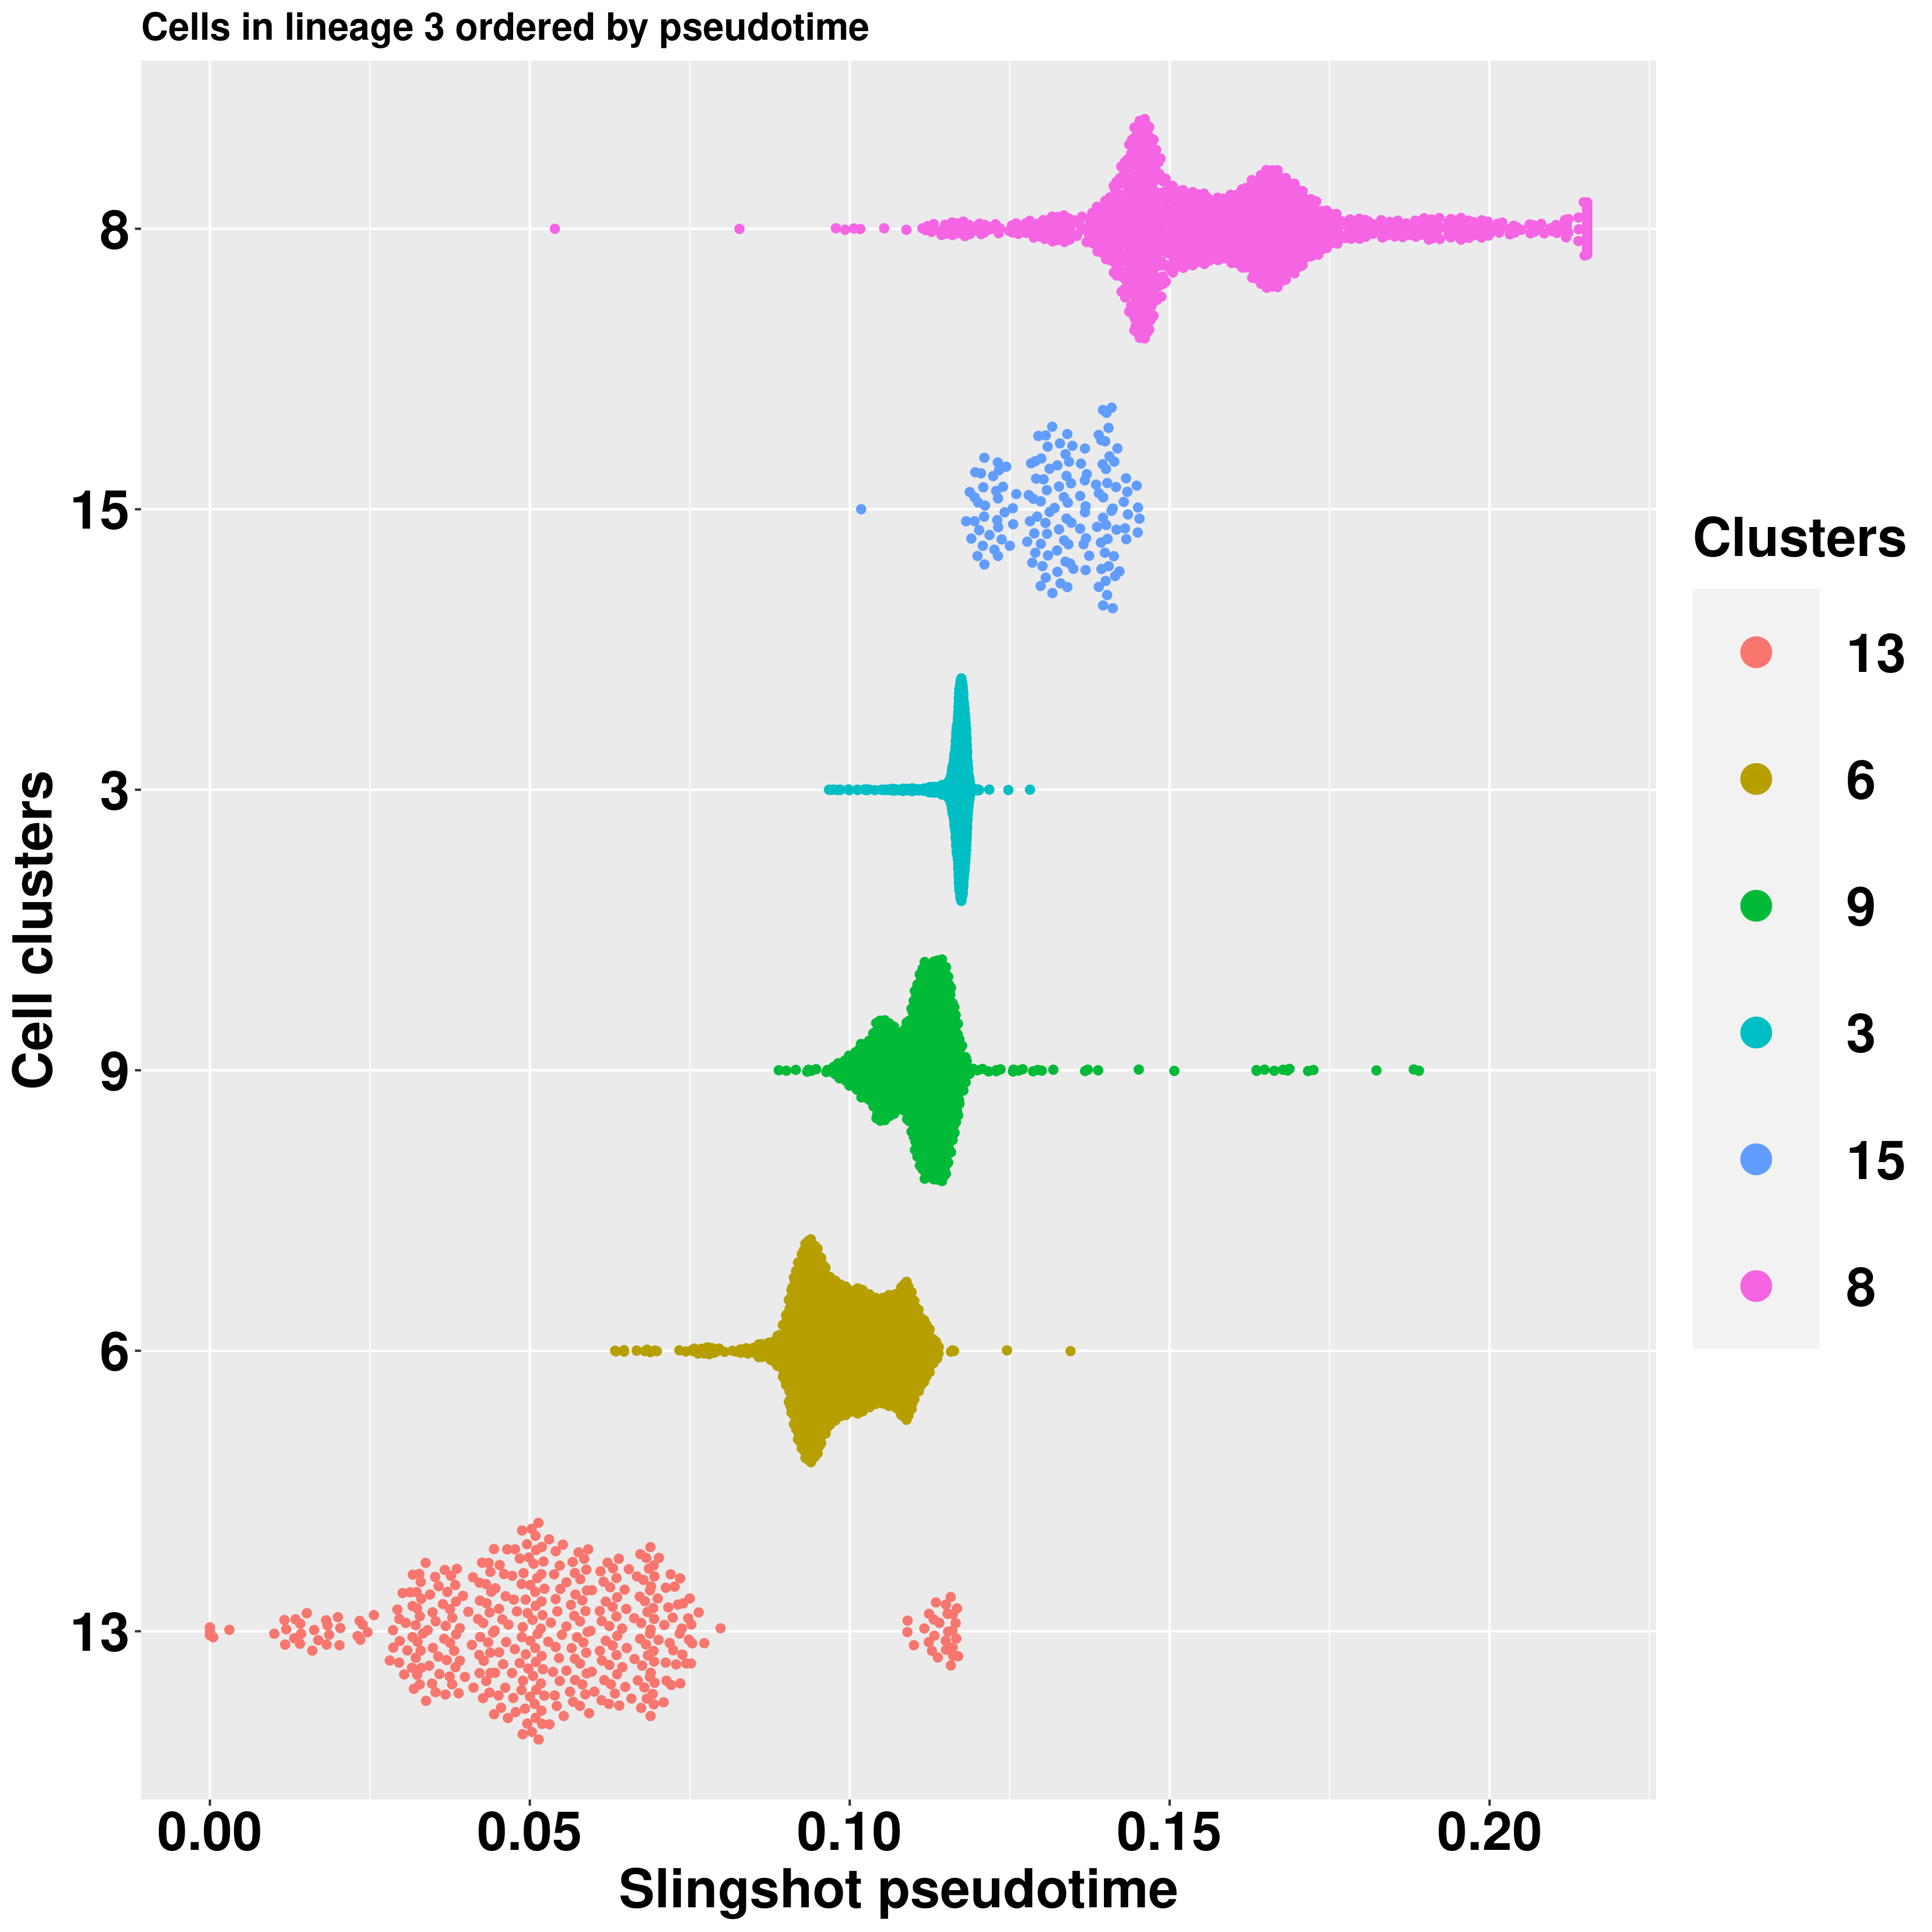 Cells in lineage 3 ordered by pseudotime
Cell clusters
8
15
3
9
6
13
0.00 0.05 0.10 0.15 0.20
Slingshot pseudotime
Clusters
13
6
9
3
15
8